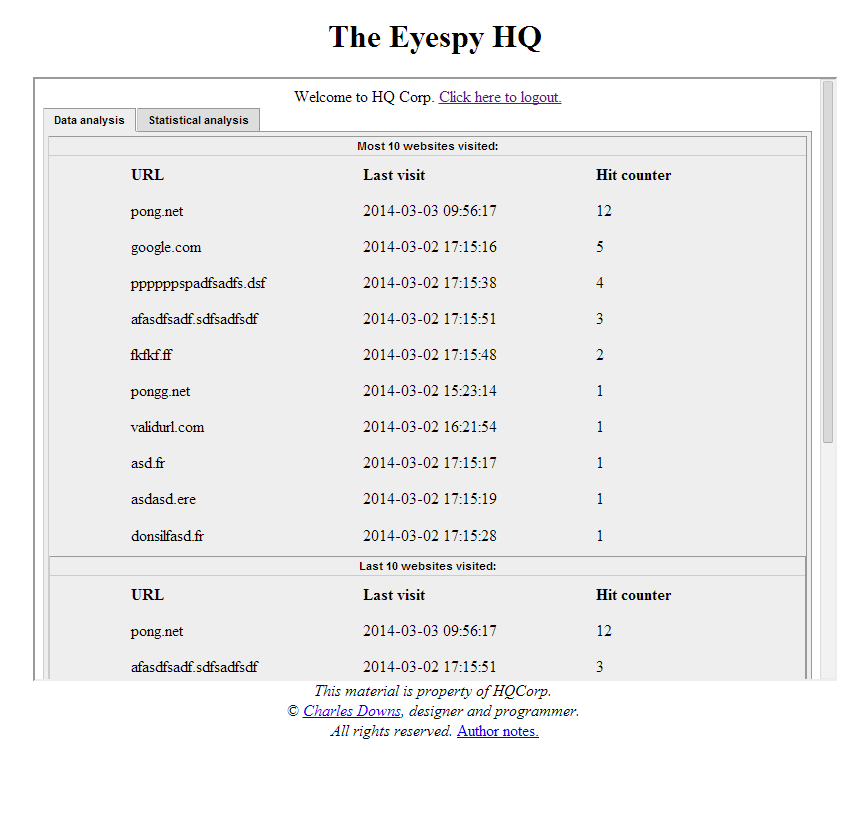 The Eyespy HQ
Welcome to HQ Corp. Click here to logout.
Data analysis Statistical analysis
Most 10 websites visited:
URL Last visit Hit counter
pong.net 2014-03-03 09:56:17 12
google.com 2014-03-02 17:15:16 5
ppppppspadfsadfs.dsf 2014-03-02 17:15:38 4
afasdfsadf.sdfsadfsdf 2014-03-02 17:15:51 3
fkfkf.ff 2014-03-02 17:15:48 2
pongg.net 2014-03-02 15:23:14 1
validurl.com 2014-03-02 16:21:54 1
asd.fr 2014-03-02 17:15:17 1
asdasd.ere 2014-03-02 17:15:19 1
donsilfasd.fr 2014-03-02 17:15:28 1
Last 10 websites visited:
URL Last visit Hit counter
pong.net 2014-03-03 09:56:17 12
afasdfsadf.sdfsadfsdf 2014-03-02 17:15:51 3
This material is property of HQCorp.
© Charles Downs, designer and programmer.
All rights reserved. Author notes.